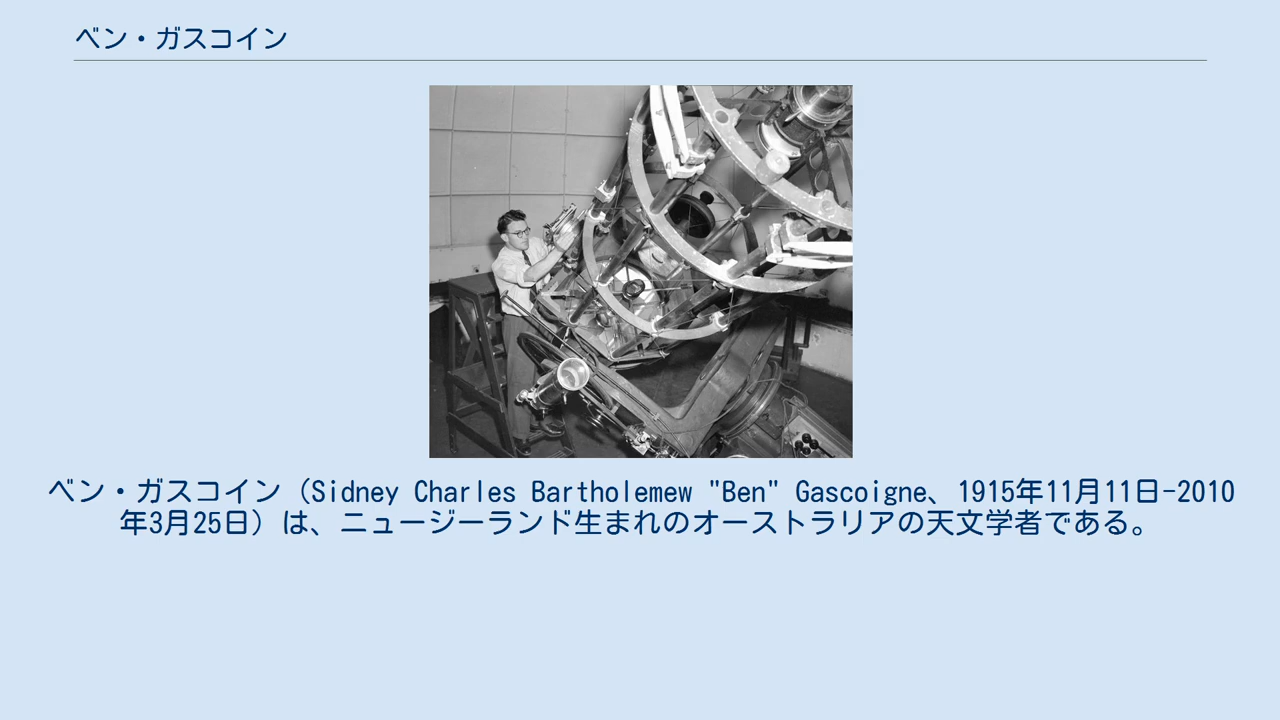 ベン・ガスコイン
ベン・ガスコイン（Sidney Charles Bartholemew "Ben" Gascoigne、1915年11月11日-2010
年3月25日）は、ニュージーランド生まれのオーストラリアの天文学者である。